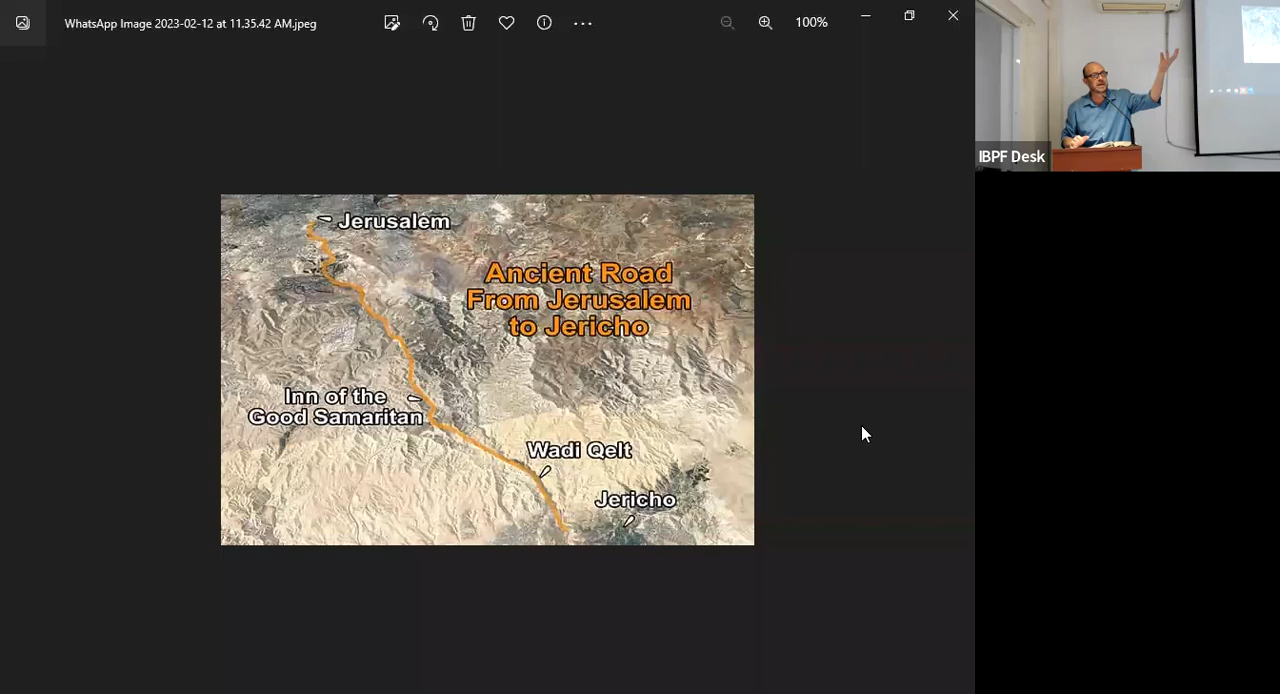 WhatsApp Image 2023-02-12 at 11.35.42 AM.jpeg
100%
IBPF Desk
Jerusalem
Ancient Road
From Jerusalem
to Jericho
Inn of the
Good Samaritan
Wadi Qelt
Jericho